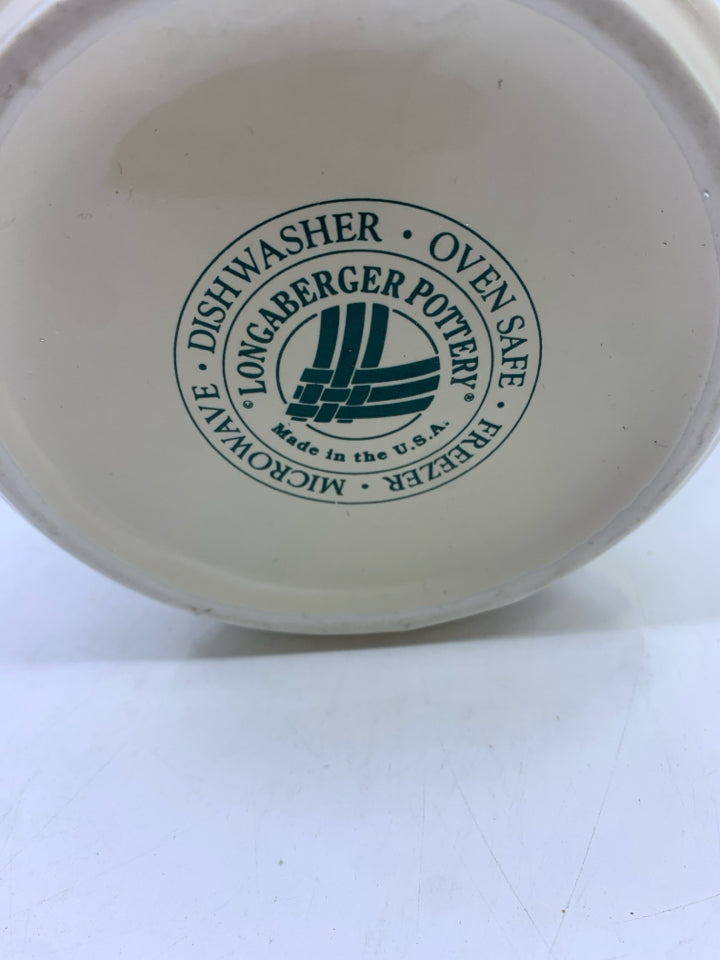 DISHWASHER · OVEN SAFE · FREEZER · MICROWAVE ·
® LONGABERGER POTTERY ®
Made in the U.S.A.